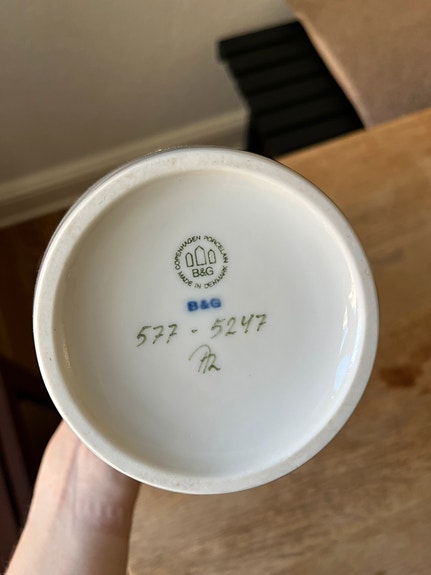 COPENHAGEN PORCELAIN
B&G
MADE IN DENMARK
B&G
577 - 5247